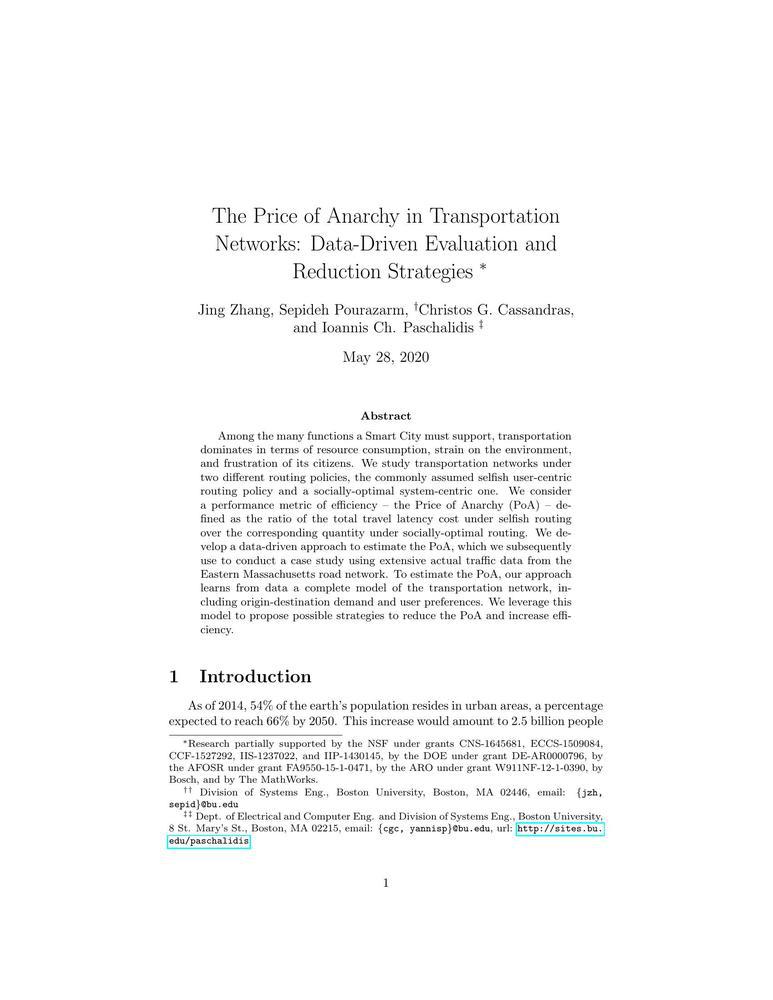 The Price of Anarchy in Transportation
Networks: Data-Driven Evaluation and
Reduction Strategies *
Jing Zhang, Sepideh Pourazarm, †Christos G. Cassandras,
and Ioannis Ch. Paschalidis ‡
May 28, 2020
Abstract
Among the many functions a Smart City must support, transportation
dominates in terms of resource consumption, strain on the environment,
and frustration of its citizens. We study transportation networks under
two different routing policies, the commonly assumed selfish user-centric
routing policy and a socially-optimal system-centric one. We consider
a performance metric of efficiency – the Price of Anarchy (PoA) – de-
fined as the ratio of the total travel latency cost under selfish routing
over the corresponding quantity under socially-optimal routing. We de-
velop a data-driven approach to estimate the PoA, which we subsequently
use to conduct a case study using extensive actual traffic data from the
Eastern Massachusetts road network. To estimate the PoA, our approach
learns from data a complete model of the transportation network, in-
cluding origin-destination demand and user preferences. We leverage this
model to propose possible strategies to reduce the PoA and increase effi-
ciency.
1 Introduction
As of 2014, 54% of the earth's population resides in urban areas, a percentage
expected to reach 66% by 2050. This increase would amount to 2.5 billion people
*Research partially supported by the NSF under grants CNS-1645681, ECCS-1509084,
CCF-1527292, IIS-1237022, and IIP-1430145, by the DOE under grant DE-AR0000796, by
the AFOSR under grant FA9550-15-1-0471, by the ARO under grant W911NF-12-1-0390, by
Bosch, and by The MathWorks.
†† Division of Systems Eng., Boston University, Boston, MA 02446, email: {jzh,
sepid}@bu.edu
‡‡ Dept. of Electrical and Computer Eng. and Division of Systems Eng., Boston University,
8 St. Mary's St., Boston, MA 02215, email: {cgc, yannisp}@bu.edu, url: http://sites.bu.
edu/paschalidis
1